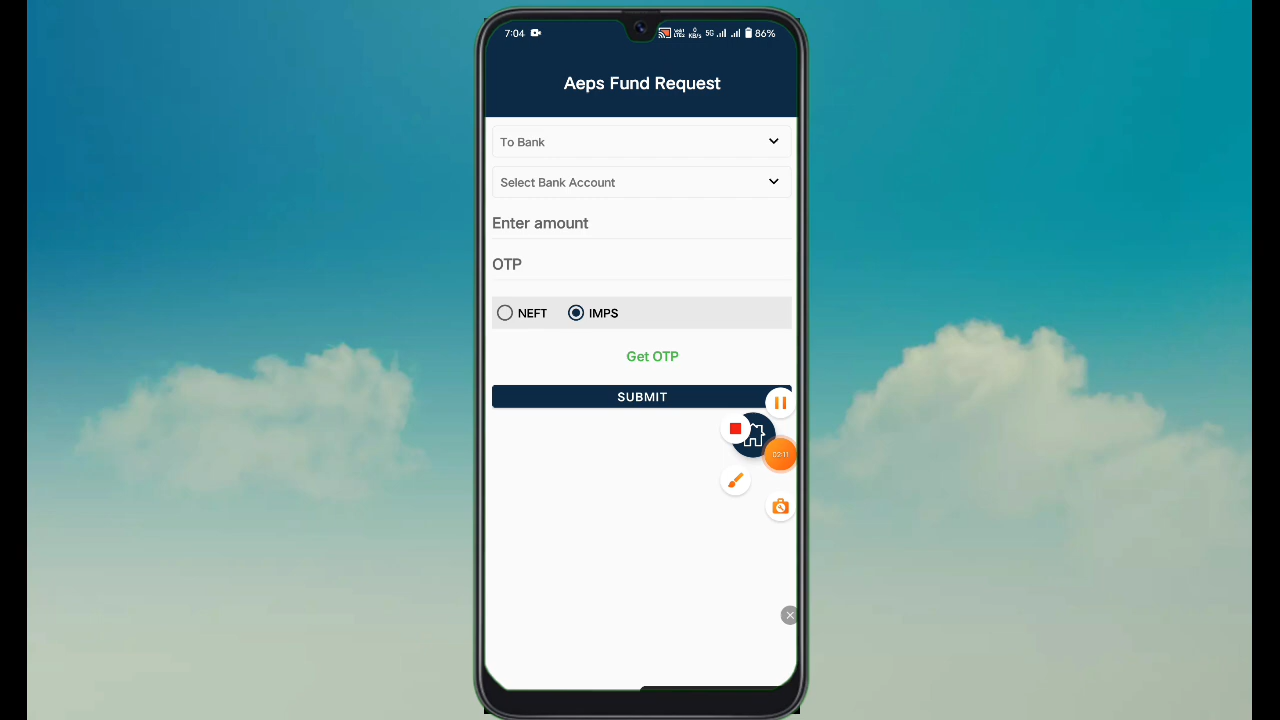 7:04
5G 86%
Aeps Fund Request
To Bank
Select Bank Account
Enter amount
OTP
NEFT IMPS
Get OTP
SUBMIT